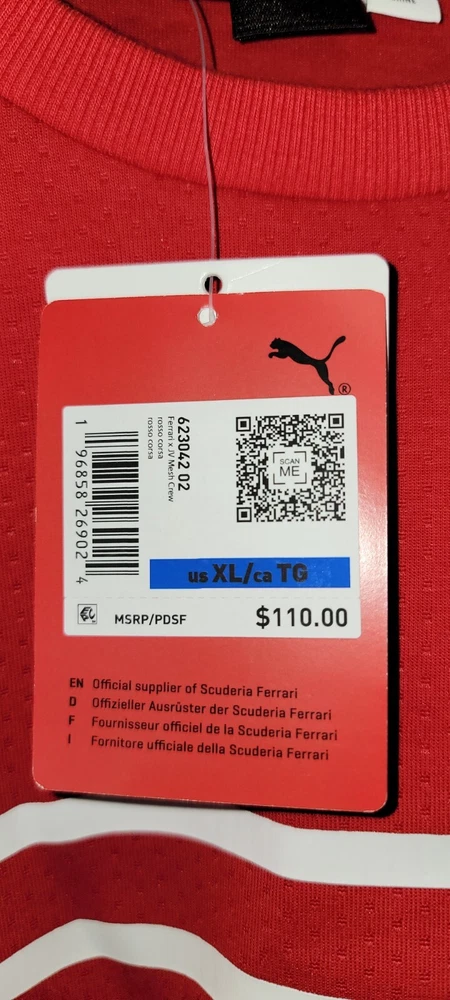 623042 02
Ferrari x JV Mesh Crew
rosso corsa
rosso corsa
1 96858 26902 4
SCAN
ME
us XL/ca TG
MSRP/PDSF
$110.00
EN Official supplier of Scuderia Ferrari
D Offizieller Ausrüster der Scuderia Ferrari
F Fournisseur officiel de la Scuderia Ferrari
I Fornitore ufficiale della Scuderia Ferrari
®